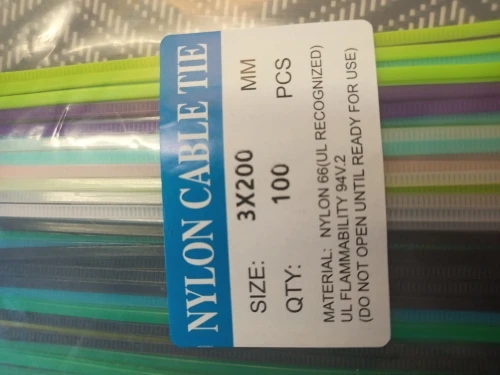 NYLON CABLE TIE
SIZE: 3X200 MM
QTY: 100 PCS
MATERIAL: NYLON 66(UL RECOGNIZED)
UL FLAMMABILITY 94V.2
(DO NOT OPEN UNTIL READY FOR USE)